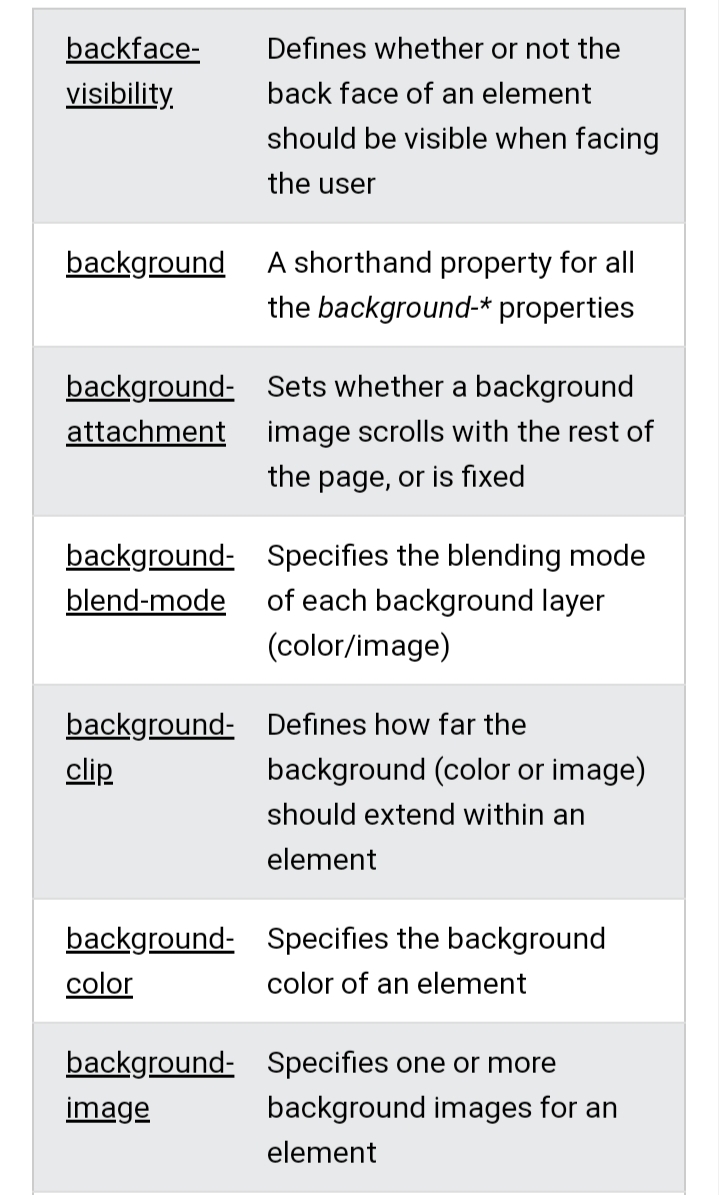 backface- Defines whether or not the
visibility back face of an element
should be visible when facing
the user
background A shorthand property for all
the background-* properties
background- Sets whether a background
attachment image scrolls with the rest of
the page, or is fixed
background- Specifies the blending mode
blend-mode of each background layer
(color/image)
background- Defines how far the
clip background (color or image)
should extend within an
element
background- Specifies the background
color color of an element
background- Specifies one or more
image background images for an
element